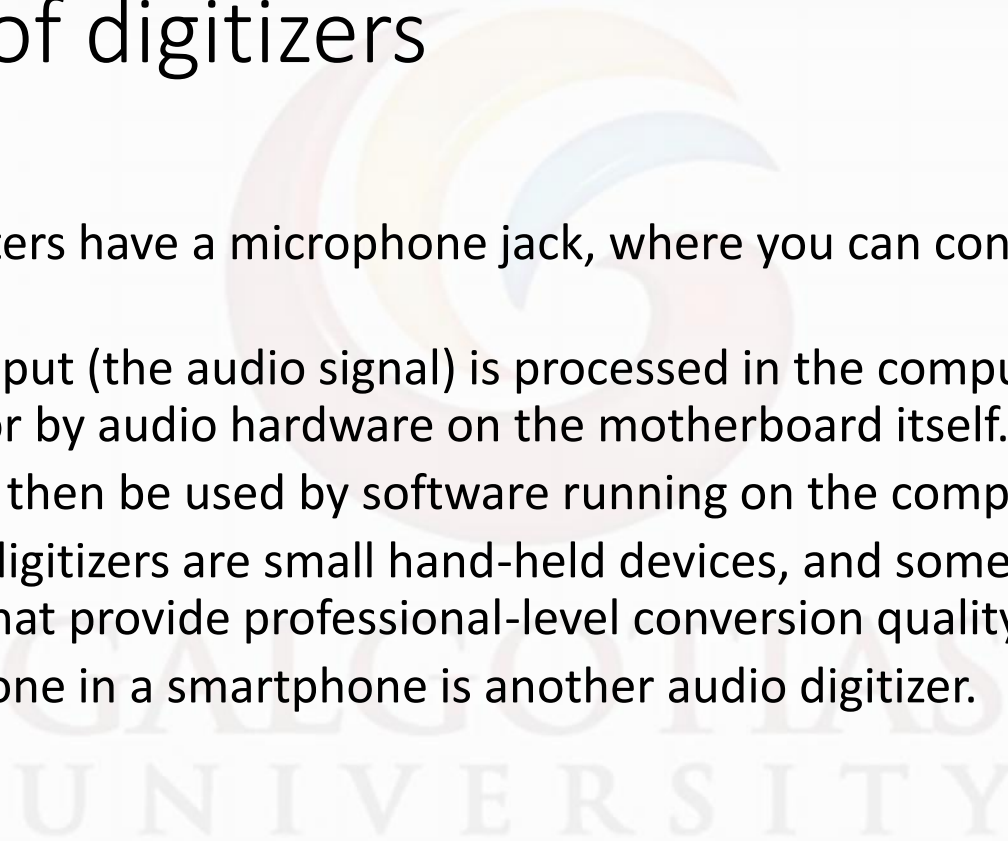 of digitizers
ers have a microphone jack, where you can con
put (the audio signal) is processed in the compu
or by audio hardware on the motherboard itself.
then be used by software running on the comp
digitizers are small hand-held devices, and some
hat provide professional-level conversion quality
one in a smartphone is another audio digitizer.
GALGOTIAS
UNIVERSITY